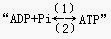 “ADP+Pi⇌ATP”
(1)
(2)